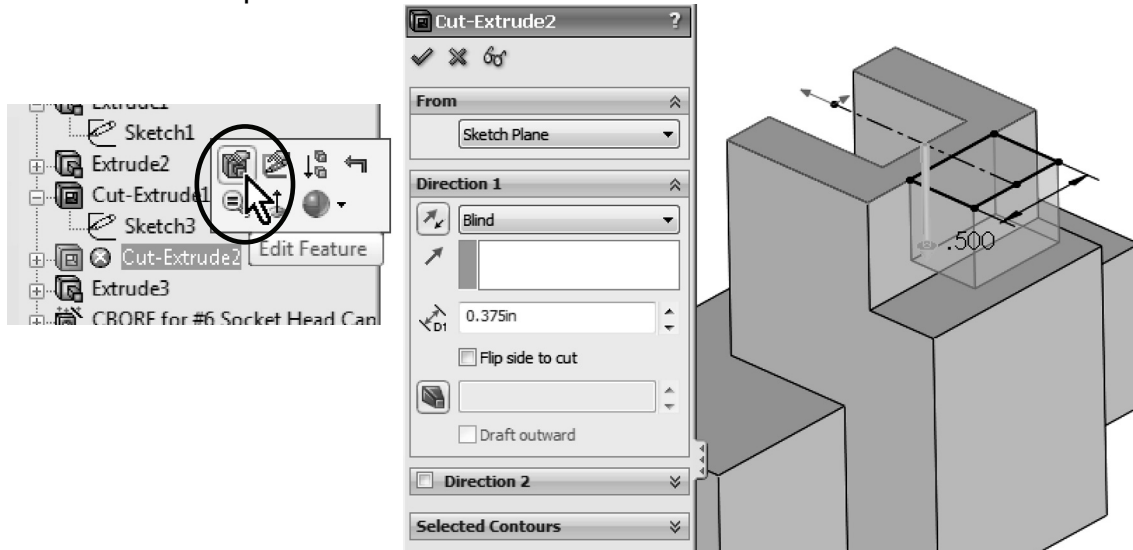 Extrude1
Sketch1
Extrude2
Cut-Extrude1
Sketch3
Cut-Extrude2
Edit Feature
Extrude3
CBORE for #6 Socket Head Cap
Cut-Extrude2 ?
From
Sketch Plane
Direction 1
Blind
D1
0.375in
Flip side to cut
Draft outward
Direction 2
Selected Contours
.500